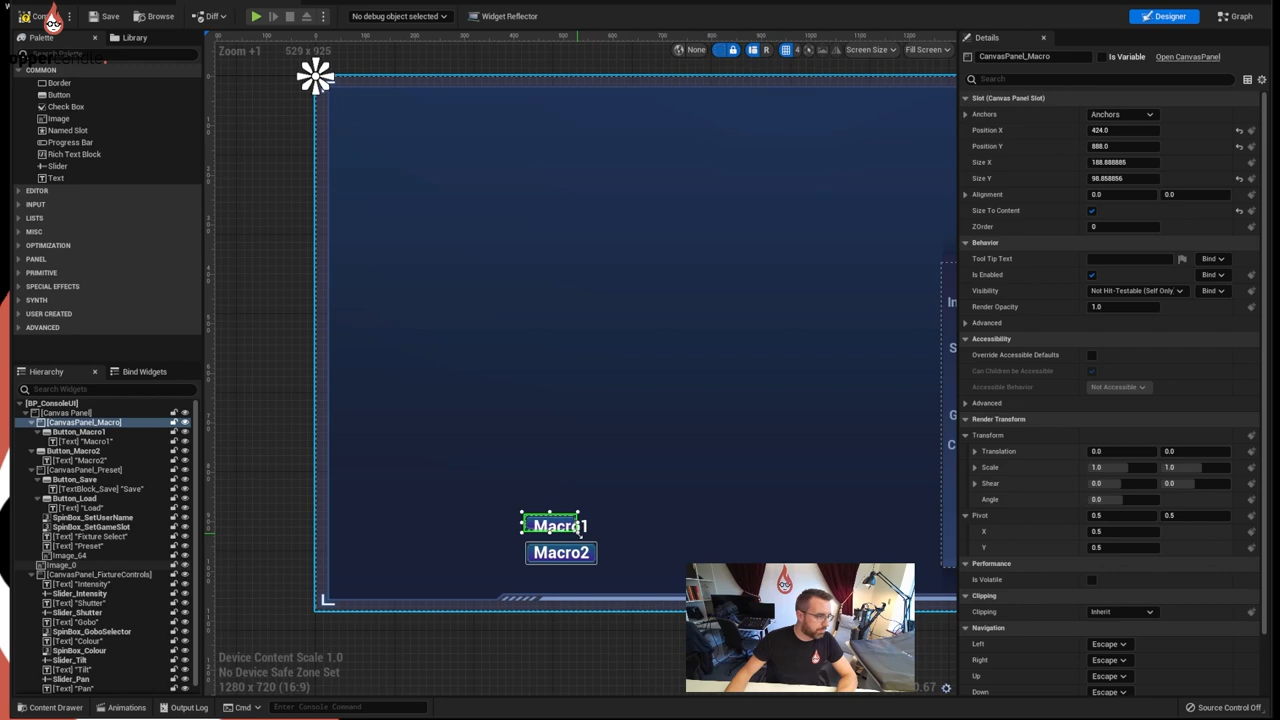 Save
Browse
Diff
No debug object selected
Widget Reflector
Designer
Graph
Palette
Library
Search Palette
COMMON
Border
Button
Check Box
Image
Named Slot
Progress Bar
Rich Text Block
Slider
Text
EDITOR
INPUT
LISTS
MISC
OPTIMIZATION
PANEL
PRIMITIVE
SPECIAL EFFECTS
SYNTH
USER CREATED
ADVANCED
Hierarchy
Bind Widgets
Search Widgets
[BP_ConsoleUI]
[Canvas Panel]
[CanvasPanel_Macro]
Button_Macro1
[Text] "Macro1"
Button_Macro2
[Text] "Macro2"
[CanvasPanel_Preset]
Button_Save
[TextBlock_Save] "Save"
Button_Load
[Text] "Load"
SpinBox_SetUserName
SpinBox_SetGameSlot
[Text] "Fixture Select"
[Text] "Preset"
Image_64
Image_0
[CanvasPanel_FixtureControls]
[Text] "Intensity"
Slider_Intensity
[Text] "Shutter"
Slider_Shutter
[Text] "Gobo"
SpinBox_GoboSelector
[Text] "Colour"
SpinBox_Colour
Slider_Tilt
[Text] "Tilt"
Slider_Pan
[Text] "Pan"
Zoom +1
529 x 925
None
R
4
Screen Size
Fill Screen
Macro1
Macro2
Device Content Scale 1.0
No Device Safe Zone Set
1280 x 720 (16:9)
0.67
Details
CanvasPanel_Macro
Is Variable
Open CanvasPanel
Search
Slot (Canvas Panel Slot)
Anchors
Anchors
Position X
424.0
Position Y
888.0
Size X
188.888885
Size Y
98.858856
Alignment
0.0
0.0
Size To Content
ZOrder
0
Behavior
Tool Tip Text
Bind
Is Enabled
Bind
Visibility
Not Hit-Testable (Self Only
Bind
Render Opacity
1.0
Advanced
Accessibility
Override Accessible Defaults
Can Children be Accessible
Accessible Behavior
Not Accessible
Advanced
Render Transform
Transform
Translation
0.0
0.0
Scale
1.0
1.0
Shear
0.0
0.0
Angle
0.0
Pivot
0.5
0.5
X
0.5
Y
0.5
Performance
Is Volatile
Clipping
Clipping
Inherit
Navigation
Left
Escape
Right
Escape
Up
Escape
Down
Escape
Content Drawer
Animations
Output Log
Cmd
Enter Console Command
Source Control Off